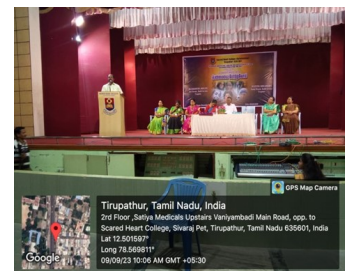 GPS Map Camera
Tirupathur, Tamil Nadu, India
2nd Floor ,Satiya Medicals Upstairs Vaniyambadi Main Road, opp. to
Scared Heart College, Sivaraj Pet, Tirupathur, Tamil Nadu 635601, India
Lat 12.501597°
Long 78.569891°
09/09/23 10:06 AM GMT +05:30
Google